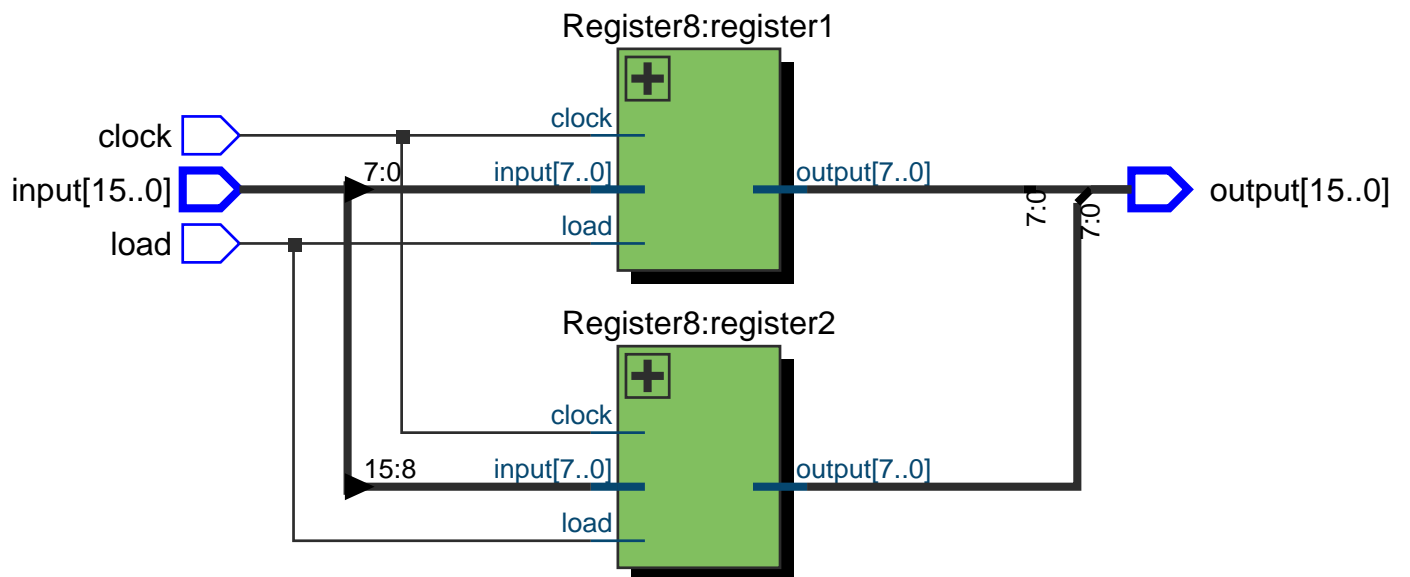 Register8:register1
clock
clock
7:0
input[7..0]
output[7..0]
input[15..0]
7:0
7:0
output[15..0]
load
load
Register8:register2
clock
15:8
input[7..0]
output[7..0]
load